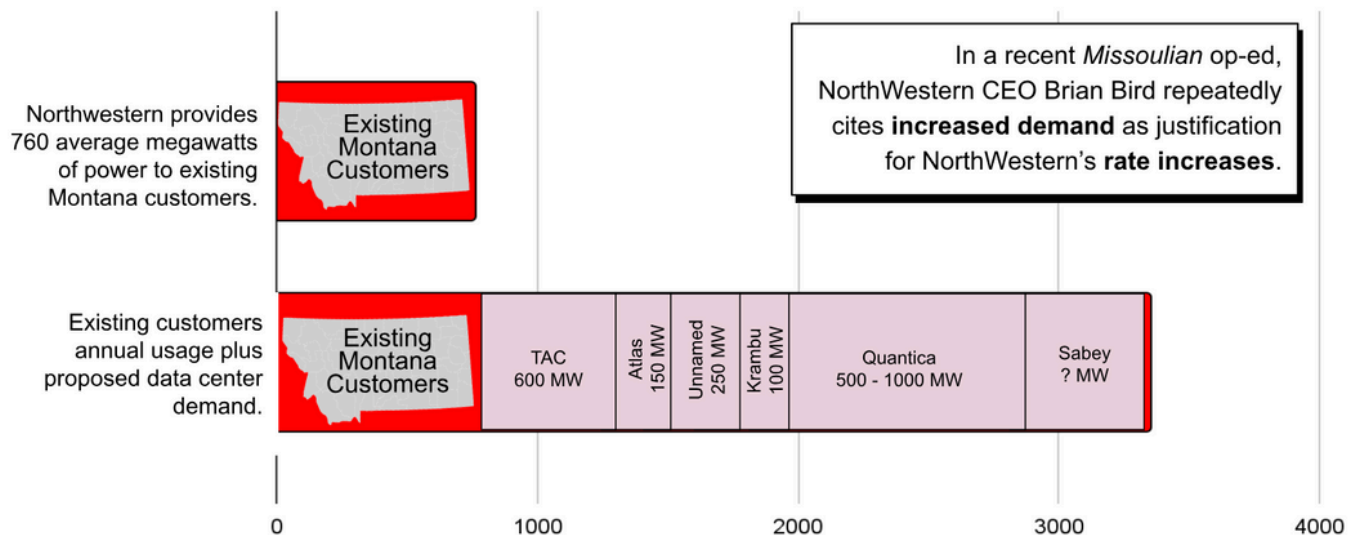 In a recent Missoulian op-ed,
NorthWestern CEO Brian Bird repeatedly
cites increased demand as justification
for NorthWestern's rate increases.
Northwestern provides
760 average megawatts
of power to existing
Montana customers.
Existing
Montana
Customers
Existing customers
annual usage plus
proposed data center
demand.
Existing
Montana
Customers
TAC
600 MW
Atlas
150 MW
Unnamed
250 MW
Krambu
100 MW
Quantica
500 - 1000 MW
Sabey
? MW
0
1000
2000
3000
4000